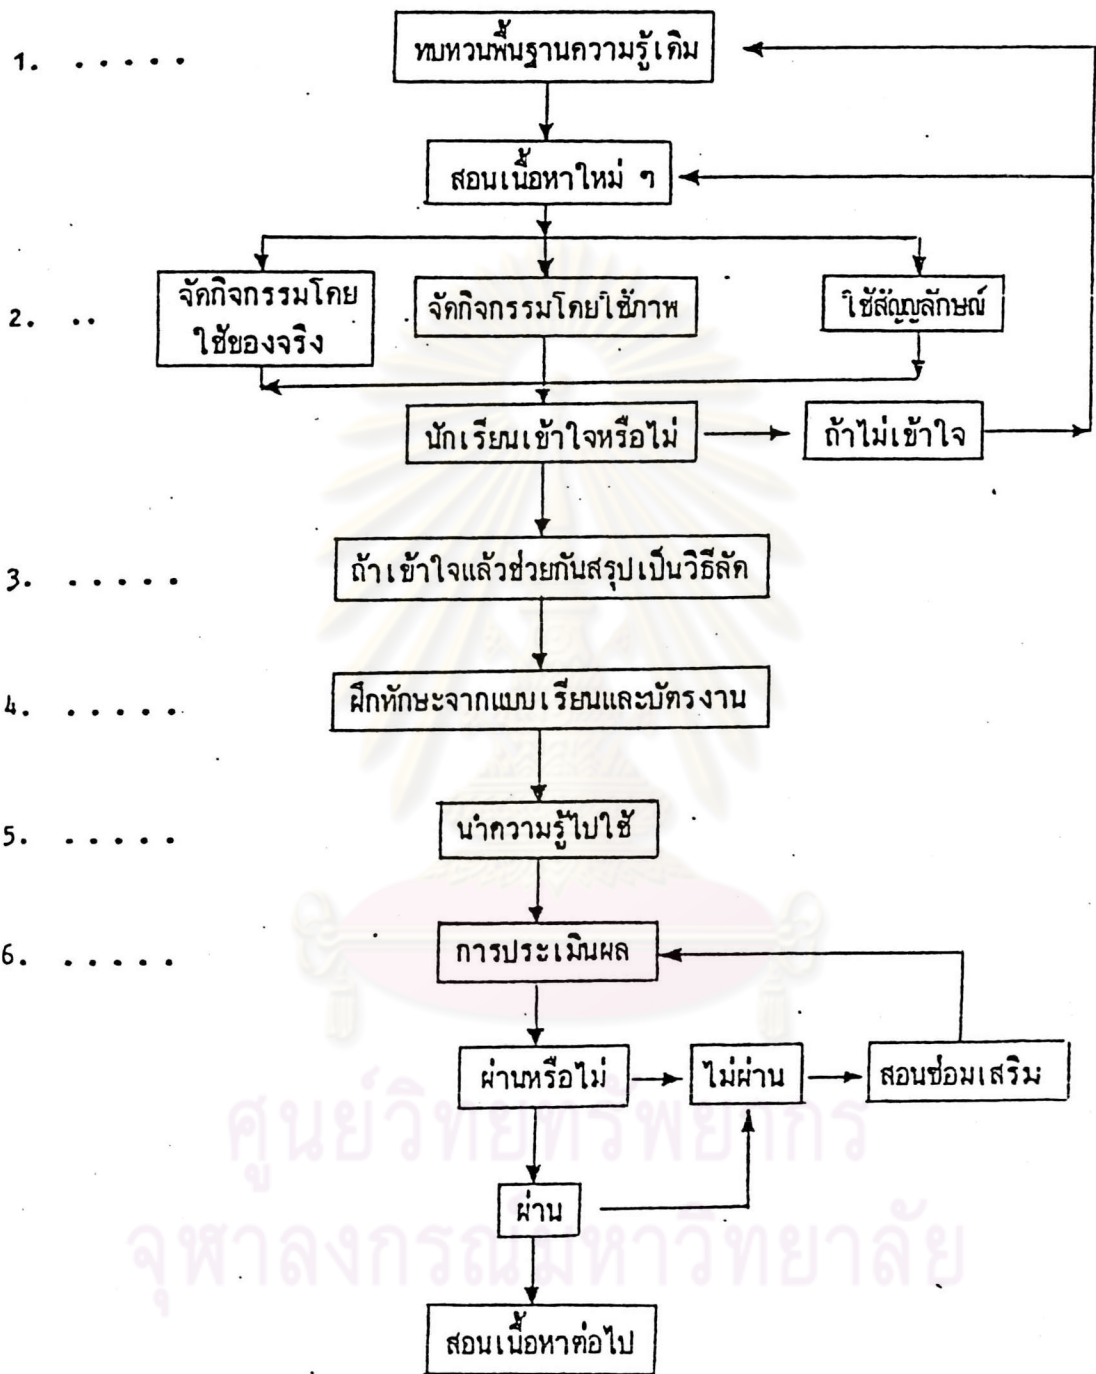 1. . . . . . ทบทวนพื้นฐานความรู้เดิม
สอนเนื้อหาใหม่ ๆ
2. . . จัดกิจกรรมโดย
ใช้ของจริง
จัดกิจกรรมโดยใช้ภาพ
ใช้สัญญลักษณ์
นักเรียนเข้าใจหรือไม่
ถ้าไม่เข้าใจ
3. . . . . . ถ้าเข้าใจแล้วช่วยกันสรุปเป็นวิธีลัด
4. . . . . . ฝึกทักษะจากแบบเรียนและบัตรงาน
5. . . . . . นำความรู้ไปใช้
6. . . . . . การประเมินผล
ผ่านหรือไม่
ไม่ผ่าน
สอนซ่อมเสริม
ผ่าน
สอนเนื้อหาต่อไป
ศูนย์วิทยทรัพยากร
จุฬาลงกรณ์มหาวิทยาลัย